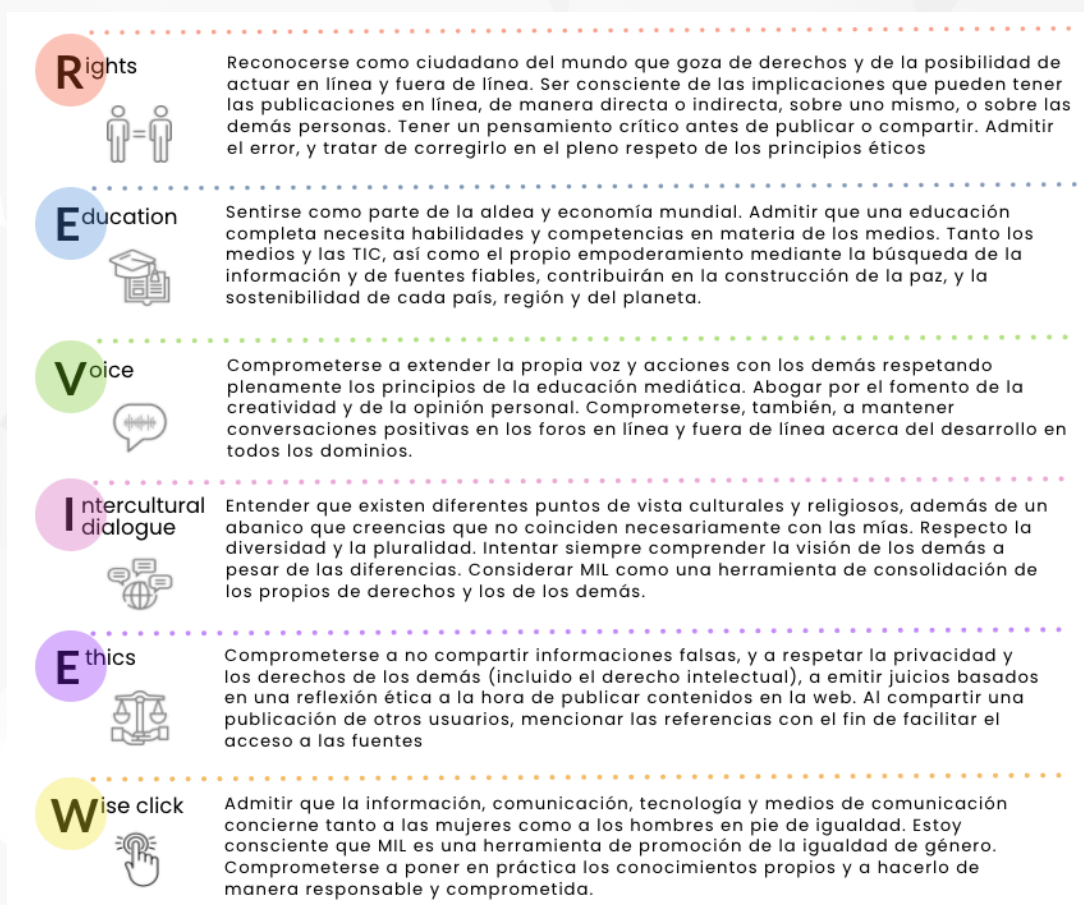 Rights
Reconocerse como ciudadano del mundo que goza de derechos y de la posibilidad de
actuar en línea y fuera de línea. Ser consciente de las implicaciones que pueden tener
las publicaciones en línea, de manera directa o indirecta, sobre uno mismo, o sobre las
demás personas. Tener un pensamiento crítico antes de publicar o compartir. Admitir
el error, y tratar de corregirlo en el pleno respeto de los principios éticos
Education
Sentirse como parte de la aldea y economía mundial. Admitir que una educación
completa necesita habilidades y competencias en materia de los medios. Tanto los
medios y las TIC, así como el propio empoderamiento mediante la búsqueda de la
información y de fuentes fiables, contribuirán en la construcción de la paz, y la
sostenibilidad de cada país, región y del planeta.
Voice
Comprometerse a extender la propia voz y acciones con los demás respetando
plenamente los principios de la educación mediática. Abogar por el fomento de la
creatividad y de la opinión personal. Comprometerse, también, a mantener
conversaciones positivas en los foros en línea y fuera de línea acerca del desarrollo en
todos los dominios.
Intercultural
dialogue
Entender que existen diferentes puntos de vista culturales y religiosos, además de un
abanico que creencias que no coinciden necesariamente con las mías. Respecto la
diversidad y la pluralidad. Intentar siempre comprender la visión de los demás a
pesar de las diferencias. Considerar MIL como una herramienta de consolidación de
los propios de derechos y los de los demás.
Ethics
Comprometerse a no compartir informaciones falsas, y a respetar la privacidad y
los derechos de los demás (incluido el derecho intelectual), a emitir juicios basados
en una reflexión ética a la hora de publicar contenidos en la web. Al compartir una
publicación de otros usuarios, mencionar las referencias con el fin de facilitar el
acceso a las fuentes
Wise click
Admitir que la información, comunicación, tecnología y medios de comunicación
concierne tanto a las mujeres como a los hombres en pie de igualdad. Estoy
consciente que MIL es una herramienta de promoción de la igualdad de género.
Comprometerse a poner en práctica los conocimientos propios y a hacerlo de
manera responsable y comprometida.